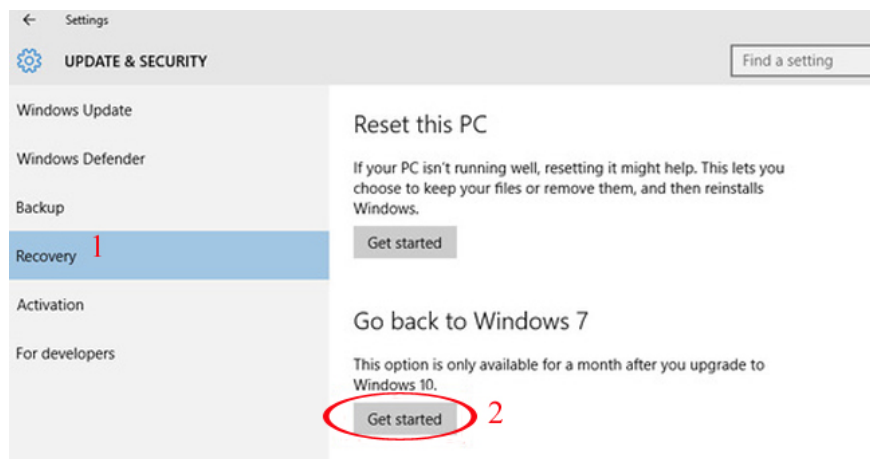 Settings
UPDATE & SECURITY
Find a setting
Windows Update
Windows Defender
Backup
Recovery 1
Activation
For developers
Reset this PC
If your PC isn't running well, resetting it might help. This lets you
choose to keep your files or remove them, and then reinstalls
Windows.
Get started
Go back to Windows 7
This option is only available for a month after you upgrade to
Windows 10.
Get started 2